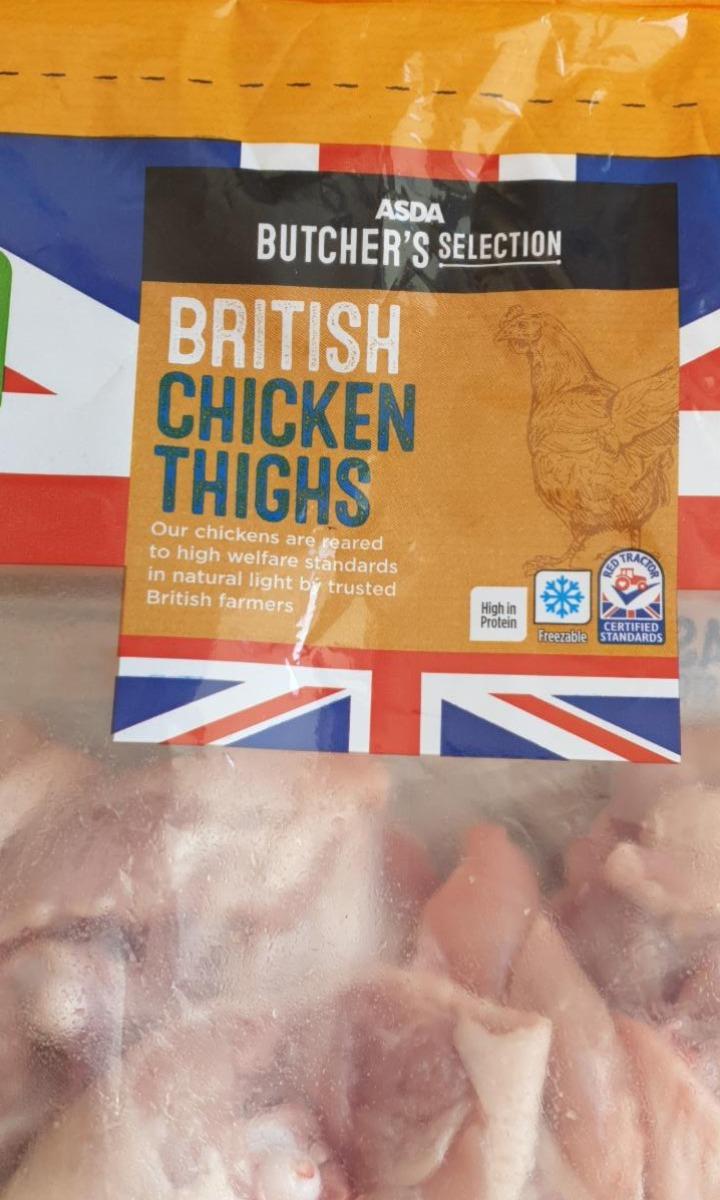 ASDA
BUTCHER'S SELECTION
BRITISH
CHICKEN
THIGHS
Our chickens are reared
to high welfare standards
in natural light by trusted
British farmers
High in
Protein
Freezable
RED TRACTOR
CERTIFIED
STANDARDS